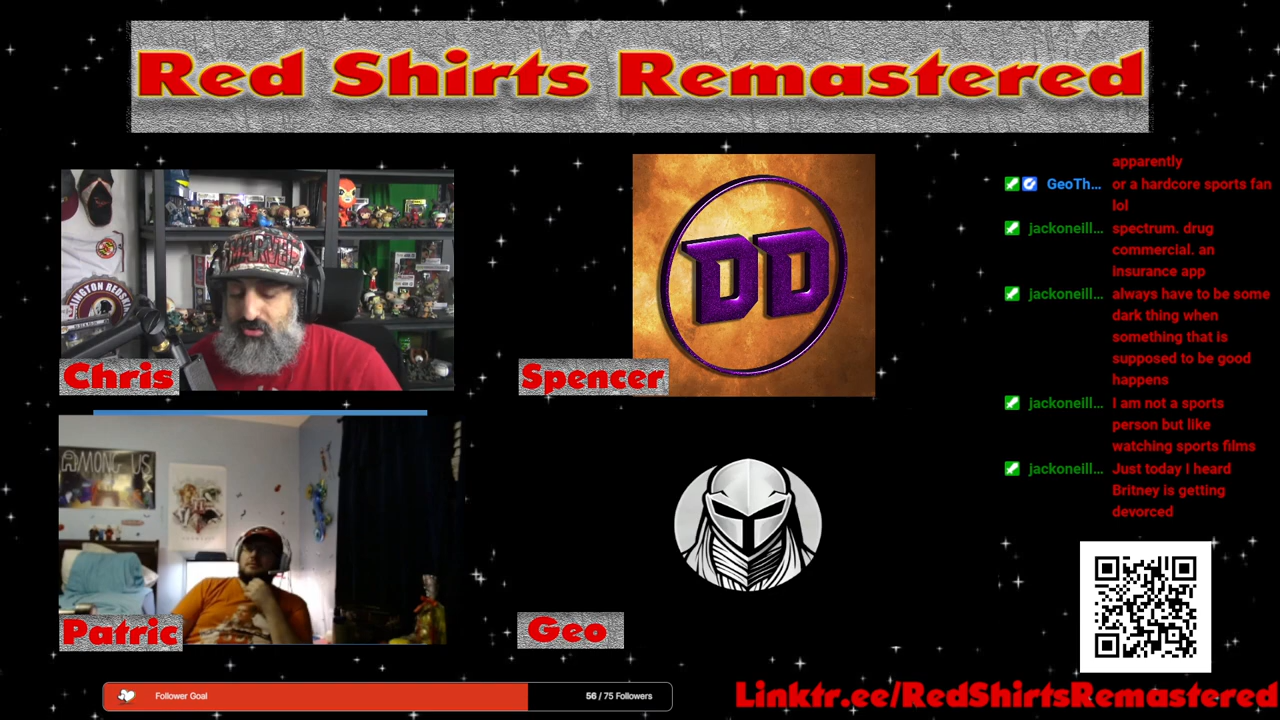 Red Shirts Remastered
apparently
GeoTh... or a hardcore sports fan
lol
jackoneill... spectrum. drug
commercial. an
insurance app
jackoneill... always have to be some
dark thing when
something that is
supposed to be good
happens
jackoneill... I am not a sports
person but like
watching sports films
jackoneill... Just today I heard
Britney is getting
devorced
MARVEL
Chris
DD
Spencer
AMONG US
Patric
Geo
Follower Goal
56 / 75 Followers
Linktr.ee/RedShirtsRemastered